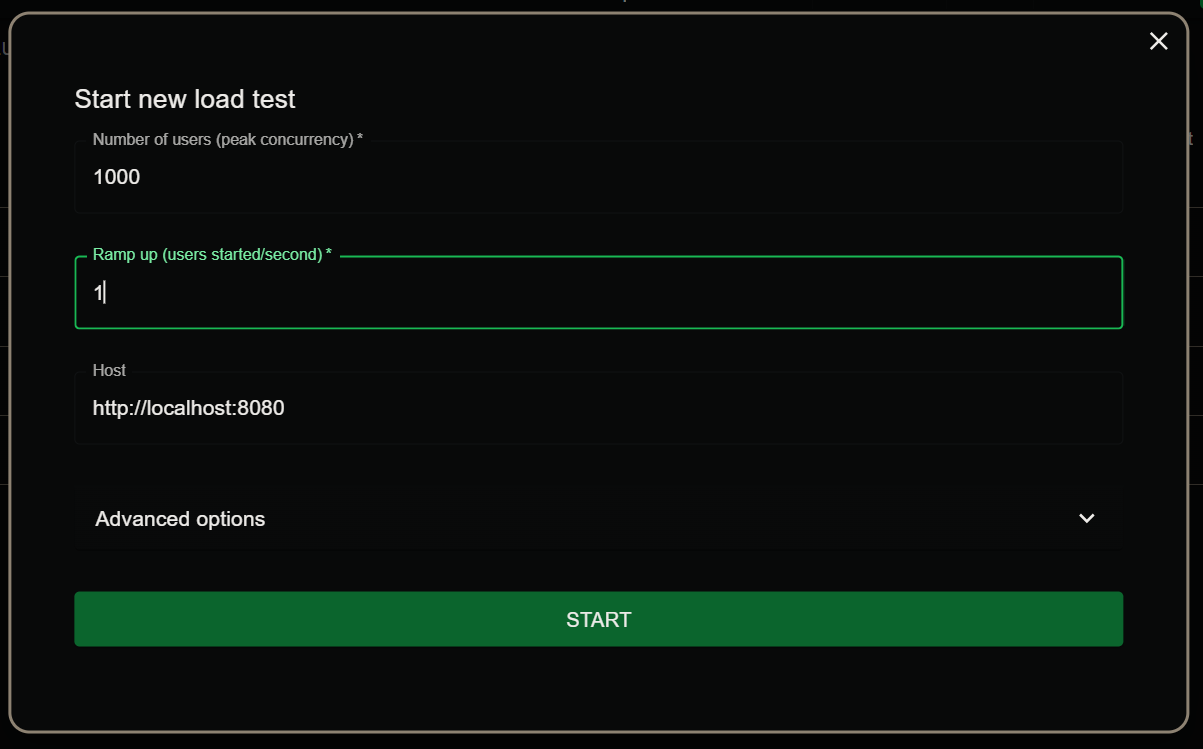 Start new load test
Number of users (peak concurrency) *
1000
Ramp up (users started/second) *
1
Host
http://localhost:8080
Advanced options
START